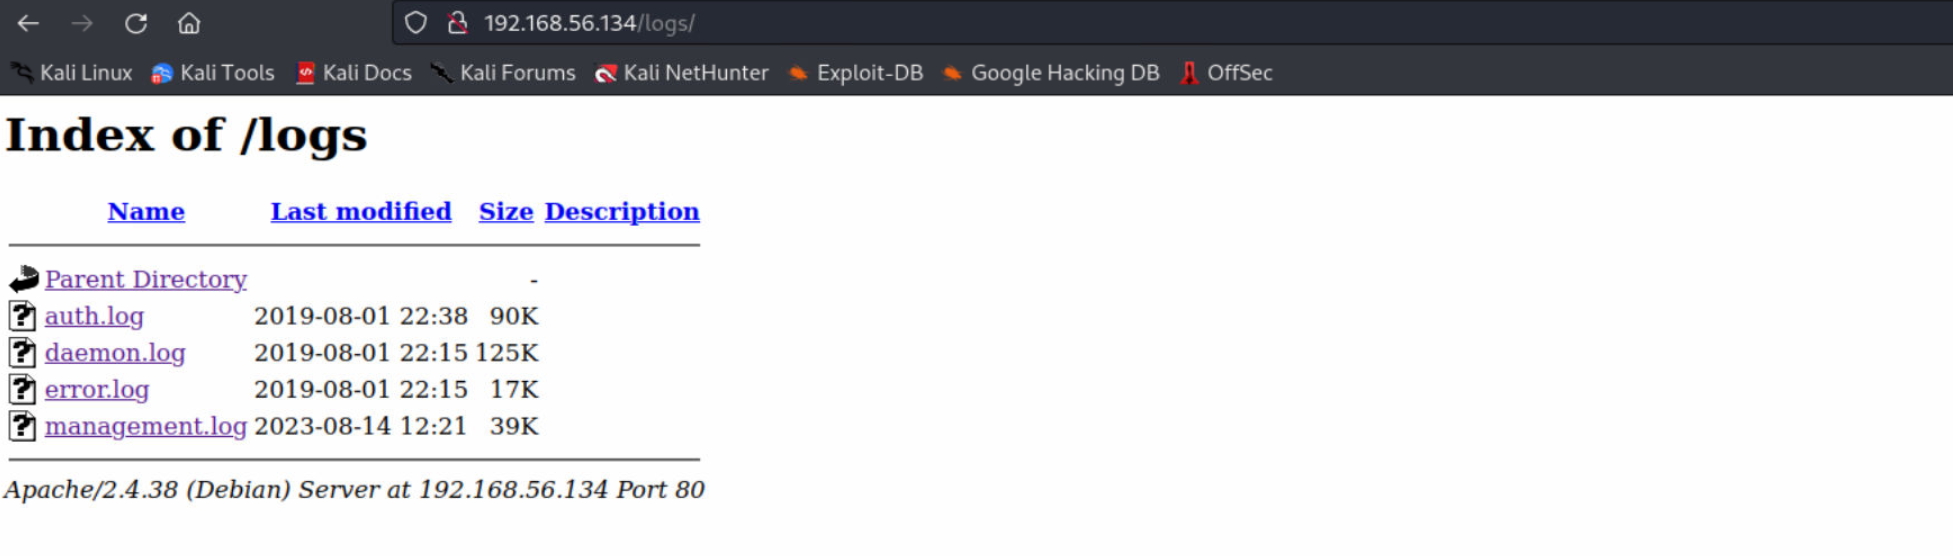 192.168.56.134/logs/
Kali Linux Kali Tools Kali Docs Kali Forums Kali NetHunter Exploit-DB Google Hacking DB OffSec
Index of /logs
Name Last modified Size Description
Parent Directory -
auth.log 2019-08-01 22:38 90K
daemon.log 2019-08-01 22:15 125K
error.log 2019-08-01 22:15 17K
management.log 2023-08-14 12:21 39K
Apache/2.4.38 (Debian) Server at 192.168.56.134 Port 80